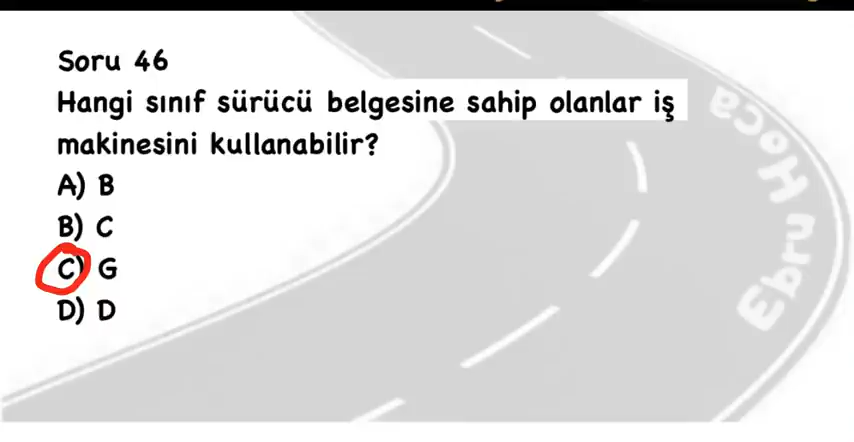 Soru 46
Hangi sınıf sürücü belgesine sahip olanlar iş
makinesini kullanabilir?
A) B
B) C
C) G
D) D
Ebru Hoca